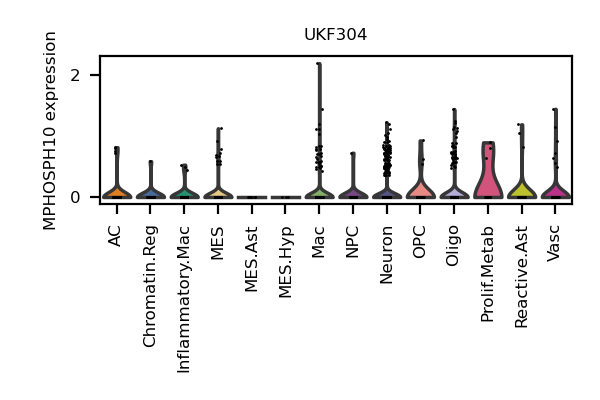 UKF304
MPHOSPH10 expression
2
0
AC
Chromatin.Reg
Inflammatory.Mac
MES
MES.Ast
MES.Hyp
Mac
NPC
Neuron
OPC
Oligo
Prolif.Metab
Reactive.Ast
Vasc